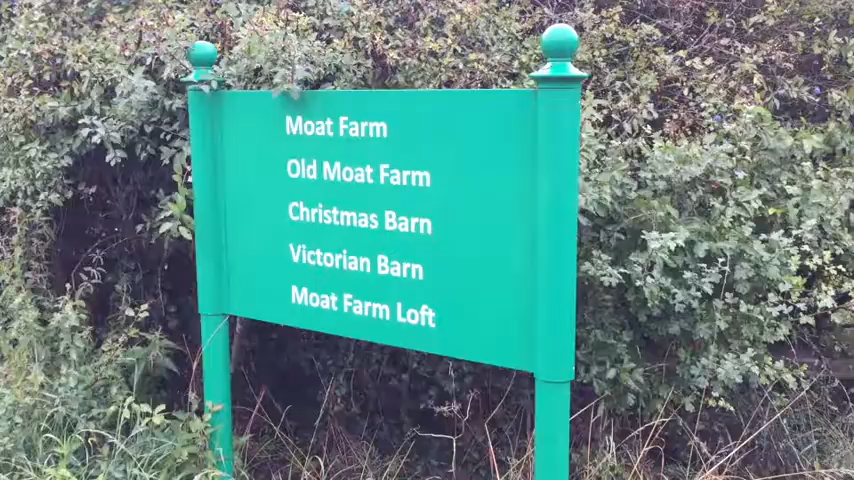 Moat Farm
Old Moat Farm
Christmas Barn
Victorian Barn
Moat Farm Loft